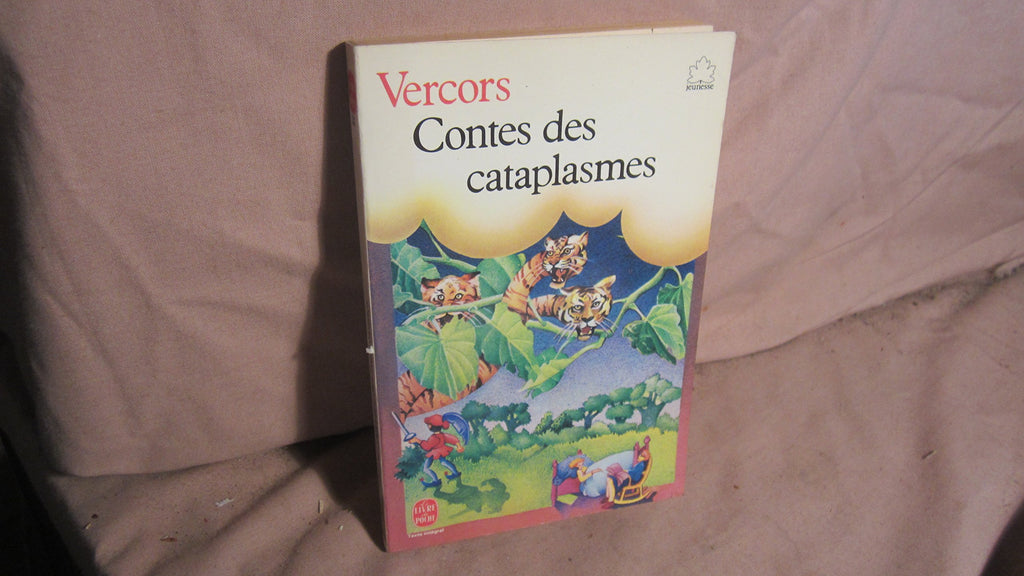 Vercors
jeunesse
Contes des
cataplasmes
LE
LIVRE
DE
POCHE
Texte intégral